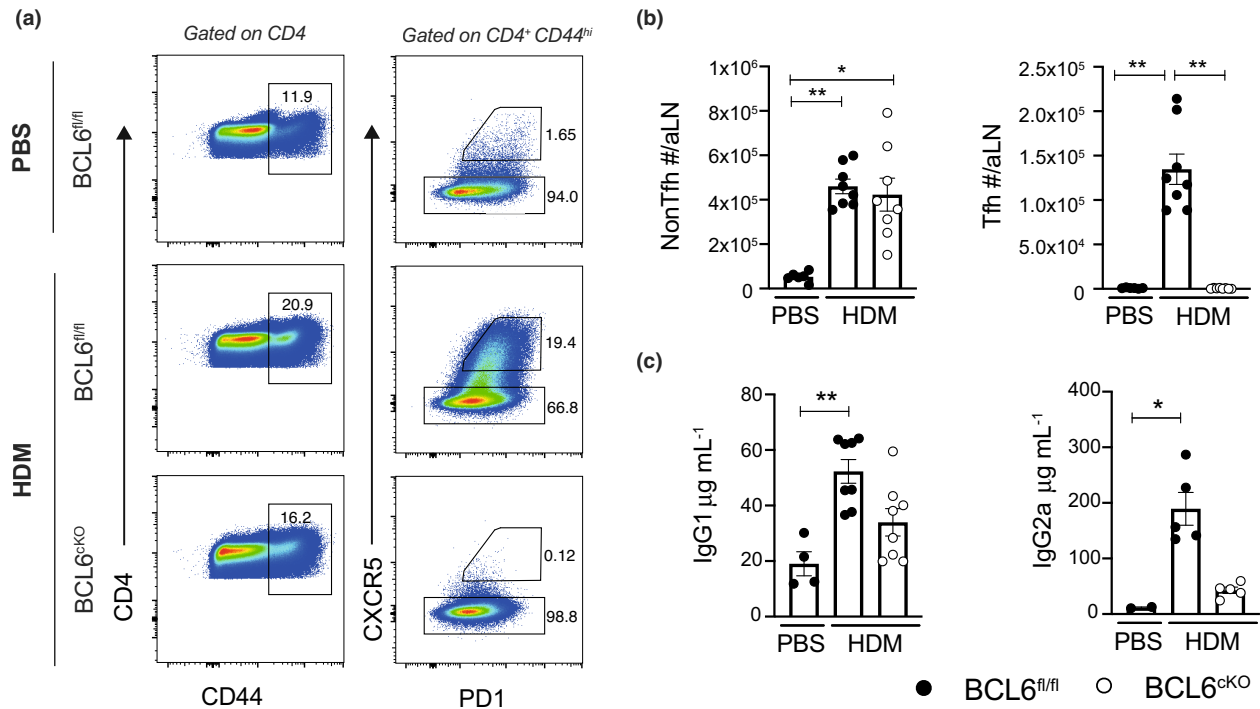 (a)
Gated on CD4
Gated on CD4⁺ CD44ʰⁱ
PBS
BCL6ᶠˡ/ᶠˡ
11.9
1.65
94.0
HDM
BCL6ᶠˡ/ᶠˡ
20.9
19.4
66.8
BCL6ᶜᴷᴼ
16.2
0.12
98.8
CD4
CXCR5
CD44
PD1
(b)
NonTfh #/aLN
1x10⁶
8x10⁵
6x10⁵
4x10⁵
2x10⁵
0
*
**
PBS
HDM
Tfh #/aLN
2.5x10⁵
2.0x10⁵
1.5x10⁵
1.0x10⁵
5.0x10⁴
0
**
**
PBS
HDM
(c)
IgG1 µg mL⁻¹
80
60
40
20
0
**
PBS
HDM
IgG2a µg mL⁻¹
400
300
200
100
0
*
PBS
HDM
BCL6ᶠˡ/ᶠˡ
BCL6ᶜᴷᴼ